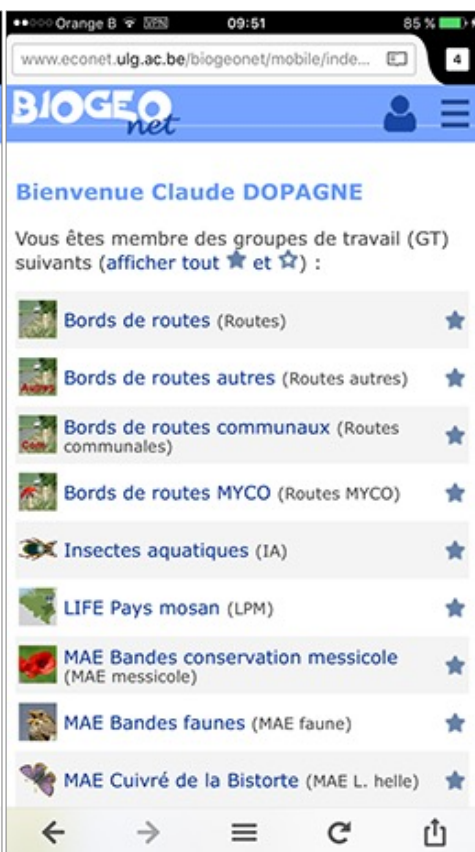 Orange B VPN 09:51 85 %
www.econet.ulg.ac.be/biogeonet/mobile/inde... 4
BIOGEO
net
Bienvenue Claude DOPAGNE
Vous êtes membre des groupes de travail (GT)
suivants (afficher tout ★ et ☆) :
Bords de routes (Routes)
Bords de routes autres (Routes autres)
Autres
Bords de routes communaux (Routes
communales)
Com
Bords de routes MYCO (Routes MYCO)
Insectes aquatiques (IA)
LIFE Pays mosan (LPM)
MAE Bandes conservation messicole
(MAE messicole)
MAE Bandes faunes (MAE faune)
MAE Cuivré de la Bistorte (MAE L. helle)